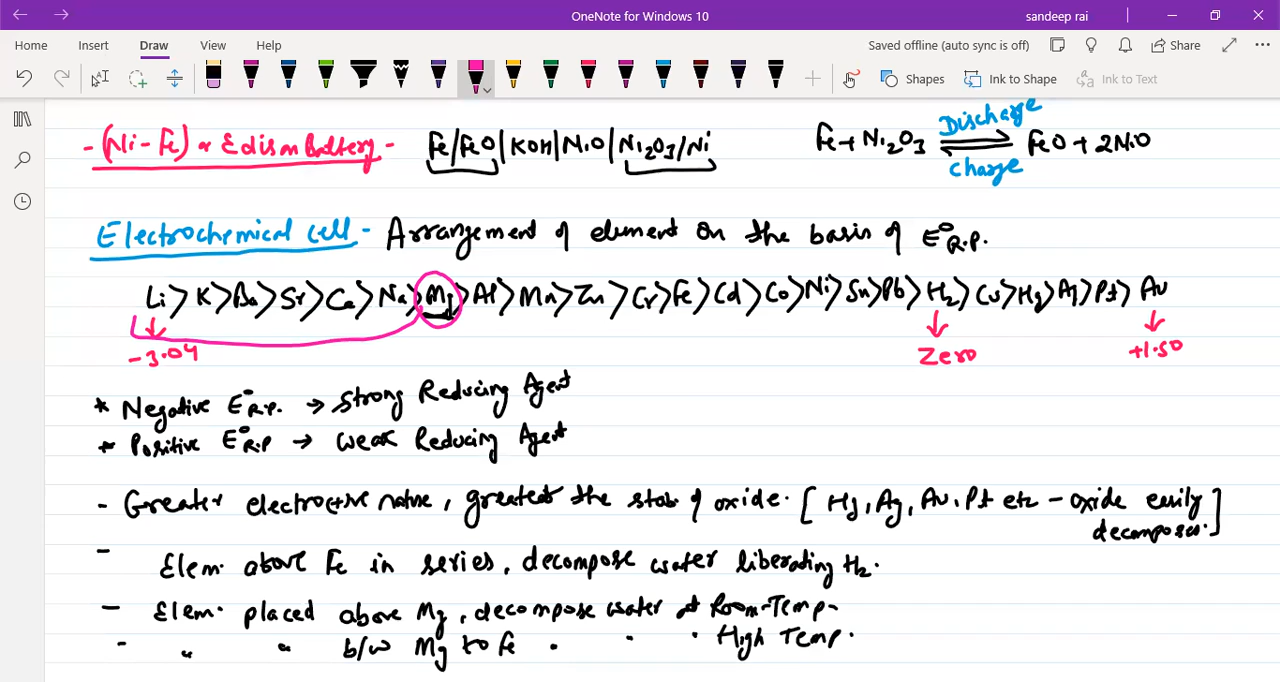 OneNote for Windows 10
sandeep rai
Home Insert Draw View Help
Saved offline (auto sync is off) Share
Shapes Ink to Shape Ink to Text
-(Ni-Fe) or Edison Battery- Fe/FeO | KOH | NiO | Ni2O3/Ni Fe + Ni2O3 Discharge ⇌ charge FeO + 2NiO
Electrochemical cell - Arrangement of element on the basis of E°R.P.
Li > K > Ba > Sr > Ca > Na > Mg > Al > Mn > Zn > Cr > Fe > Cd > Co > Ni > Sn > Pb > H2 > Cu > Hg > Ag > Pt > Au
-3.04 Zero +1.50
* Negative E°R.P. → Strong Reducing Agent
* Positive E°R.P → weak Reducing Agent
- Greater electroctive nature, greatest the stab of oxide. [Hg, Ag, Au, Pt etc - oxide easily
decomposes.]
- Elem. above Fe in series, decompose water liberating H2.
- Elem. placed above Mg, decompose water at Room-Temp-
- " " b/w Mg to Fe . . . High Temp.